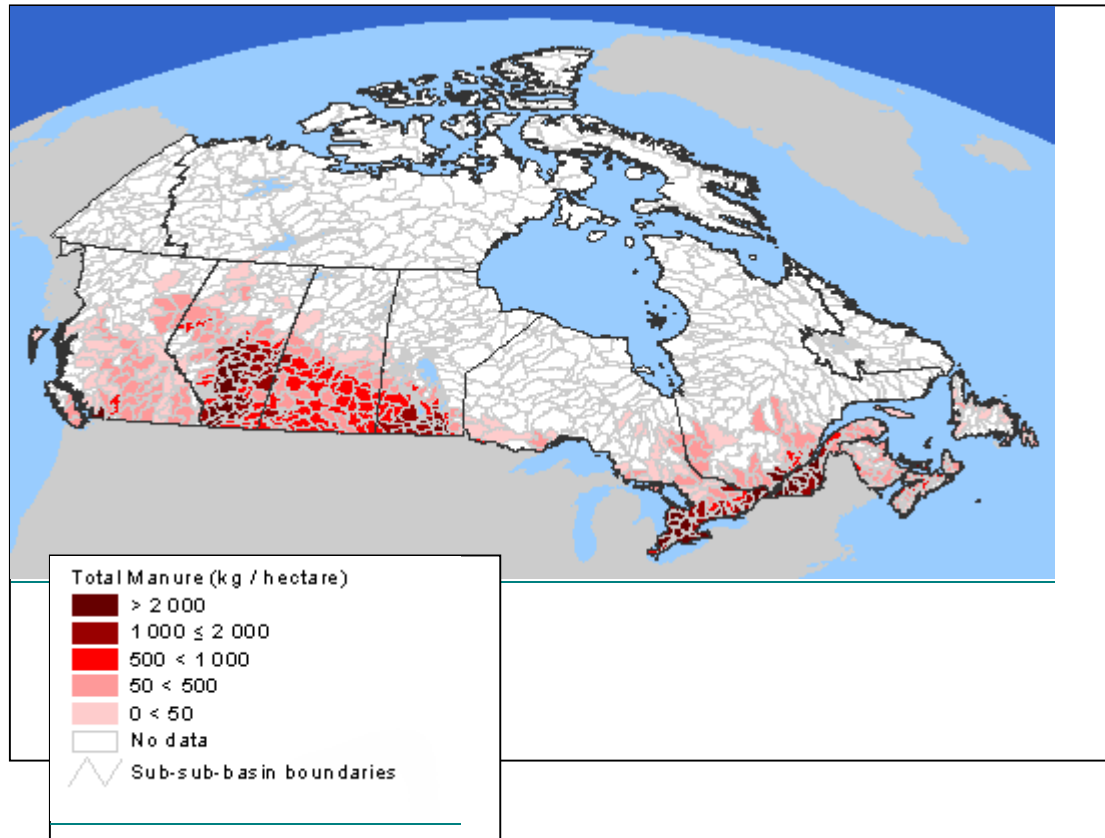 Total Manure (kg / hectare)
> 2 000
1 000 ≤ 2 000
500 < 1 000
50 < 500
0 < 50
No data
Sub-sub-basin boundaries